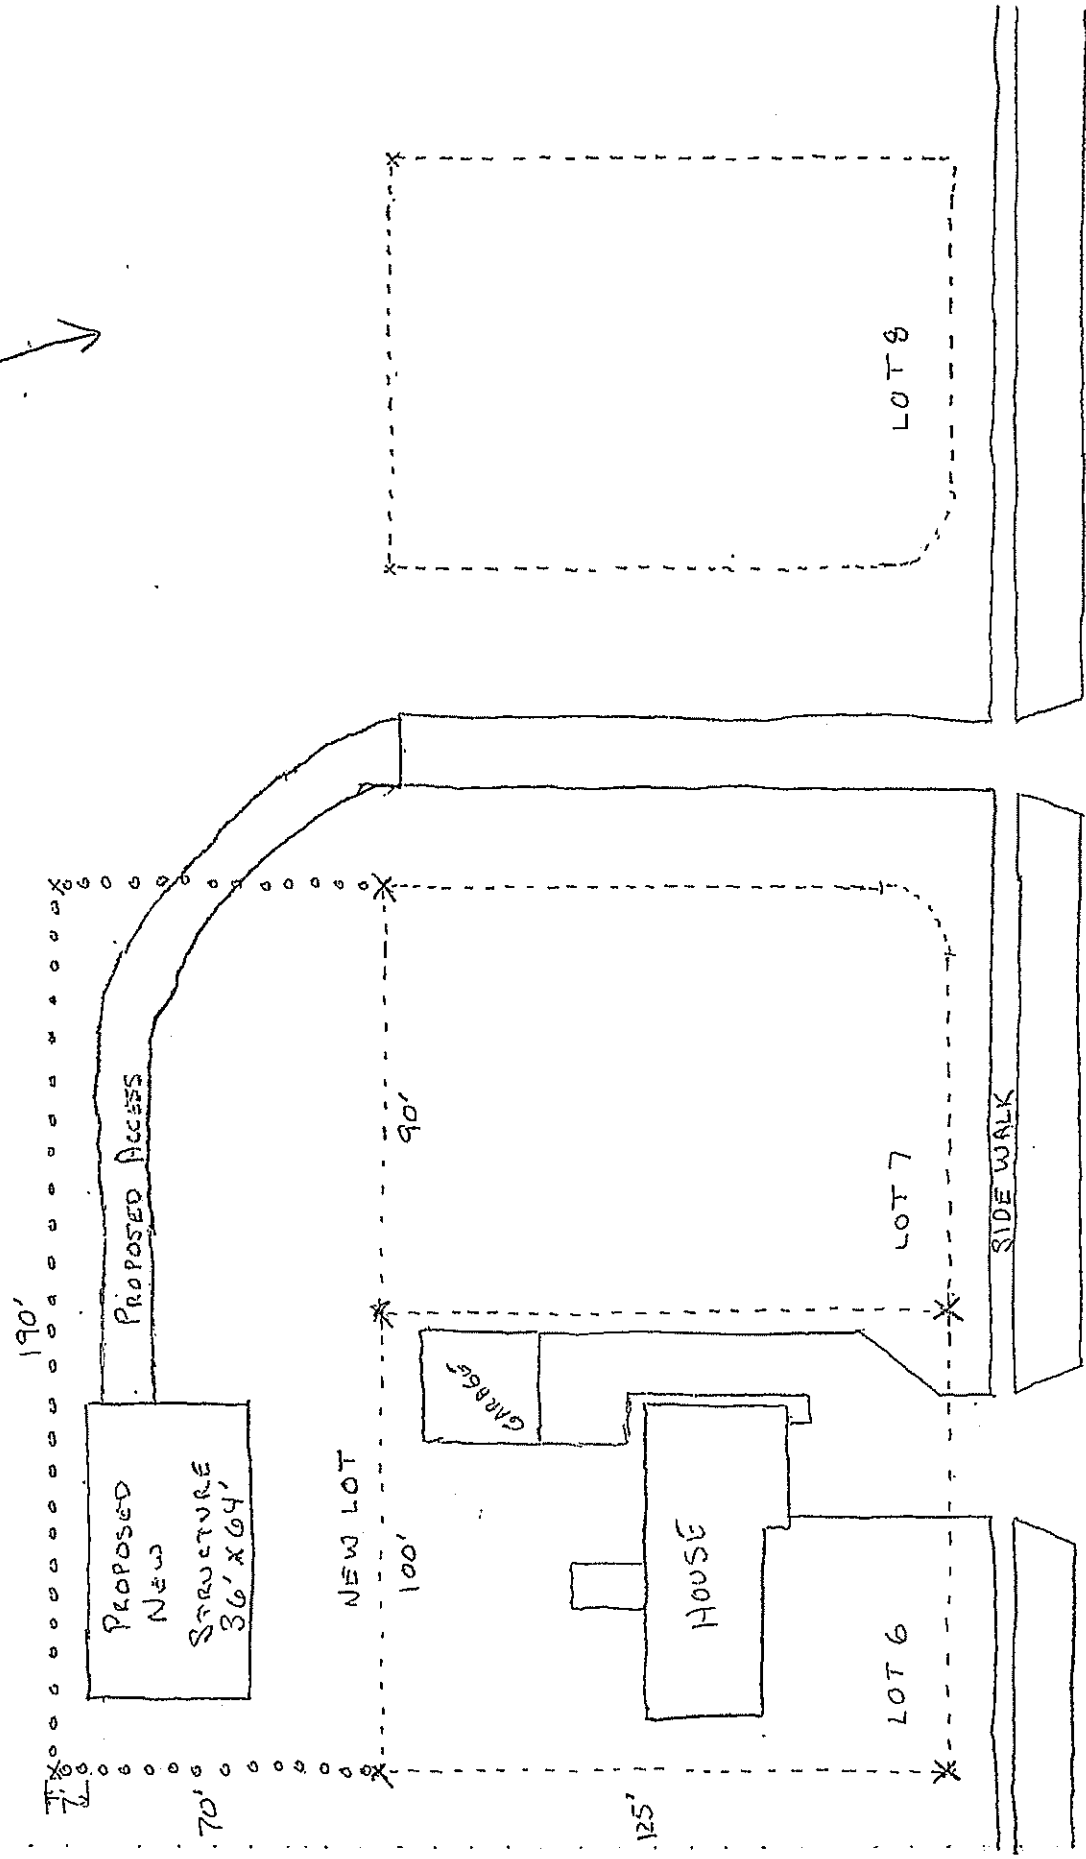 190'
7'
70'
PROPOSED
NEW
STRUCTURE
36' X 64'
PROPOSED ACCESS
NEW LOT
100'
90'
GARAGE
HOUSE
125'
LOT 6
LOT 7
LOT 8
SIDE WALK